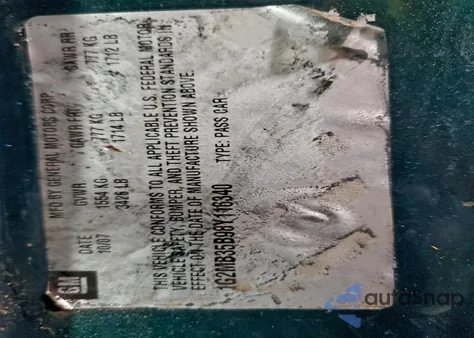 GM
MFD BY GENERAL MOTORS CORP
DATE GVWR GAWR FRT GAWR RR
10/07 1554 KG 777 KG 777 KG
3426 LB 1714 LB 1712 LB
THIS VEHICLE CONFORMS TO ALL APPLICABLE U.S. FEDERAL MOTOR
VEHICLE SAFETY, BUMPER, AND THEFT PREVENTION STANDARDS IN
EFFECT ON THE DATE OF MANUFACTURE SHOWN ABOVE.
TYPE: PASS CAR
autosnap